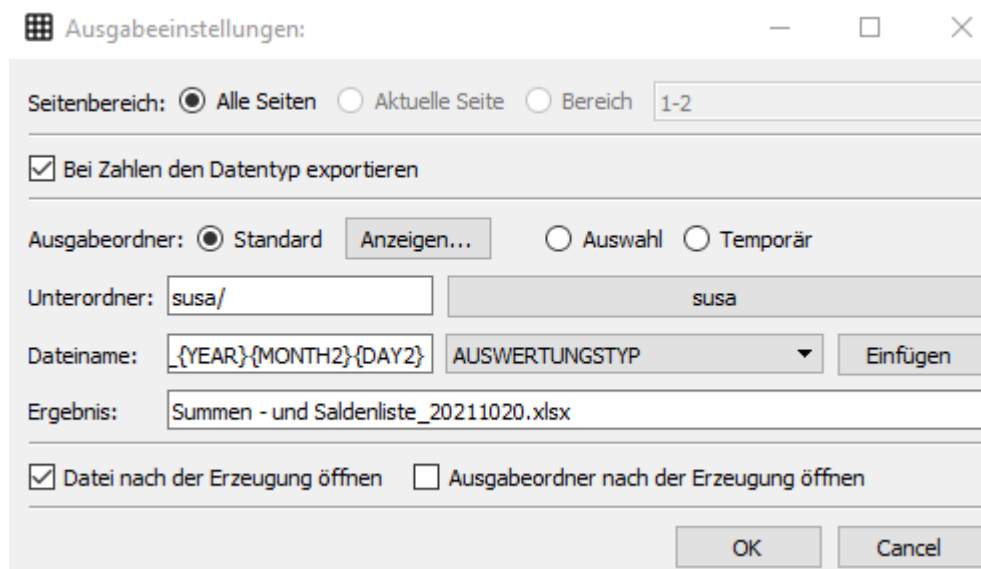 Ausgabeeinstellungen:
Seitenbereich: Alle Seiten Aktuelle Seite Bereich 1-2
Bei Zahlen den Datentyp exportieren
Ausgabeordner: Standard Anzeigen... Auswahl Temporär
Unterordner: susa/ susa
Dateiname: _{YEAR}{MONTH2}{DAY2} AUSWERTUNGSTYP Einfügen
Ergebnis: Summen - und Saldenliste_20211020.xlsx
Datei nach der Erzeugung öffnen Ausgabeordner nach der Erzeugung öffnen
OK Cancel